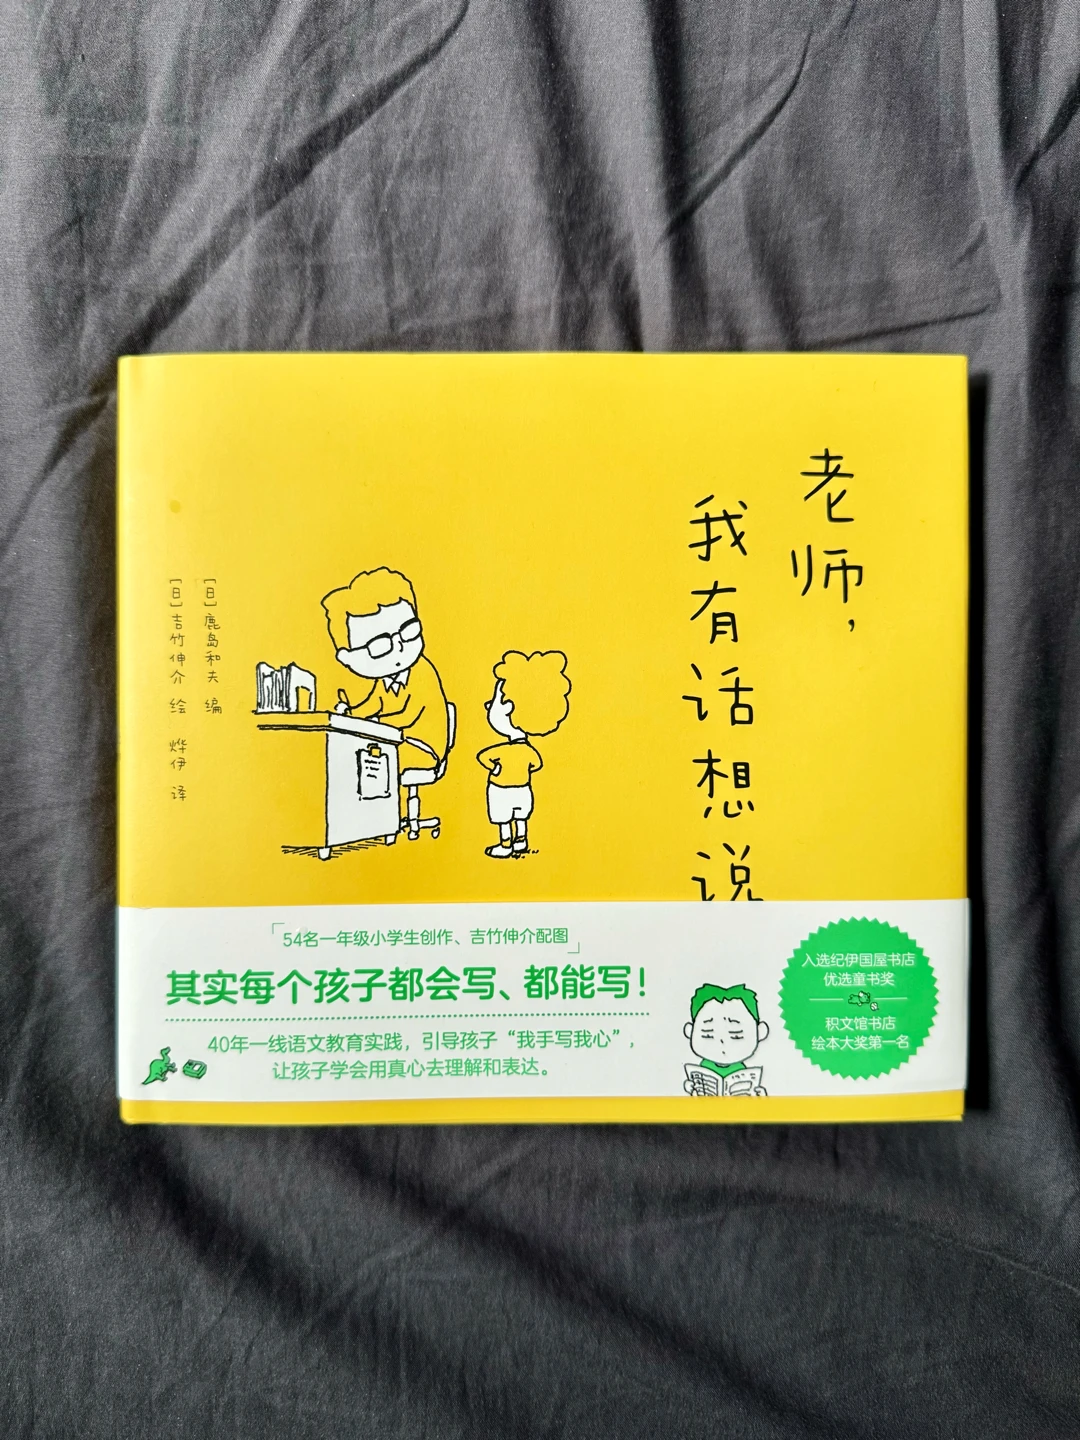 老师，
我有话想说
[日] 鹿岛和夫 编
[日] 吉竹伸介 绘 烨伊 译
「54名一年级小学生创作、吉竹伸介配图」
其实每个孩子都会写、都能写！
40年一线语文教育实践，引导孩子“我手写我心”，
让孩子学会用真心去理解和表达。
入选纪伊国屋书店
优选童书奖
积文馆书店
绘本大奖第一名